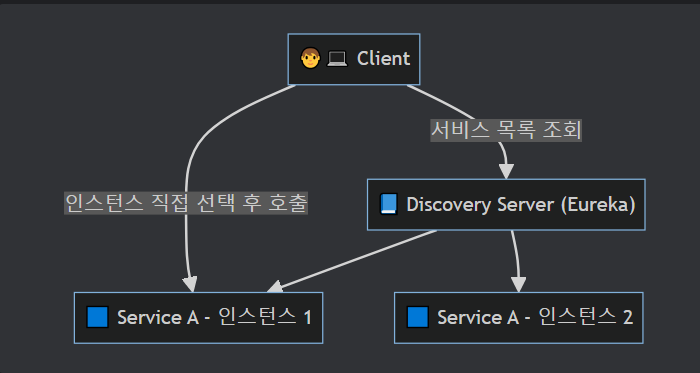 Client
서비스 목록 조회
인스턴스 직접 선택 후 호출
Discovery Server (Eureka)
Service A - 인스턴스 1
Service A - 인스턴스 2